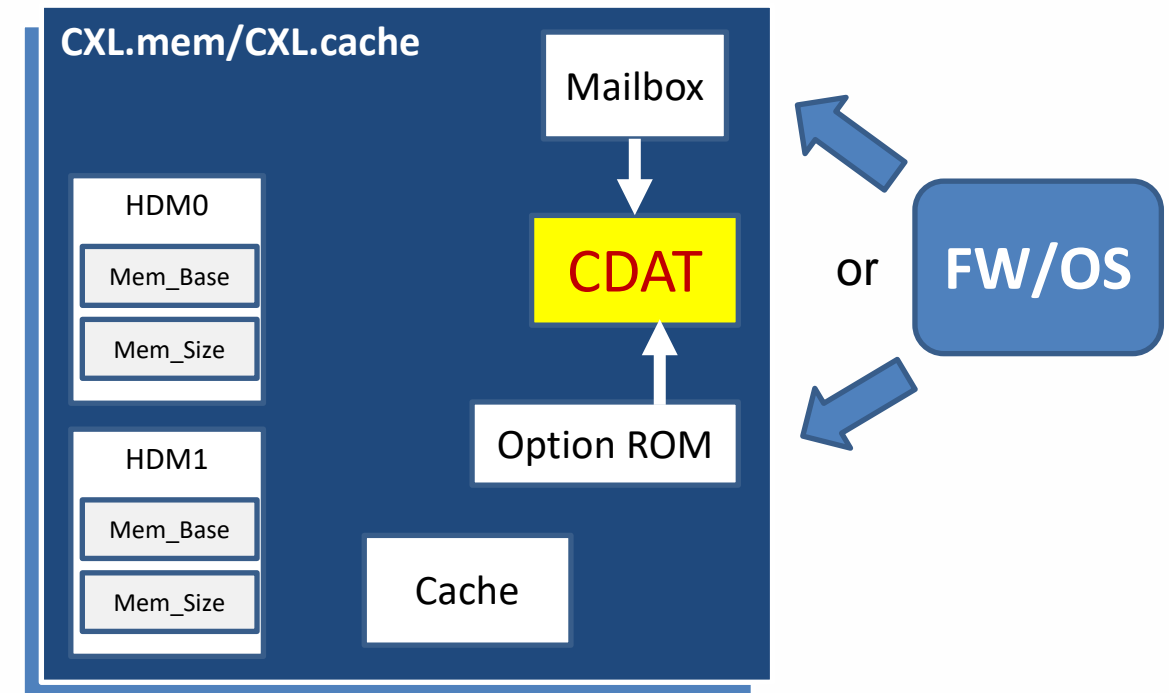 CXL.mem/CXL.cache
Mailbox
HDM0
Mem_Base
Mem_Size
CDAT
or
FW/OS
Option ROM
HDM1
Mem_Base
Mem_Size
Cache